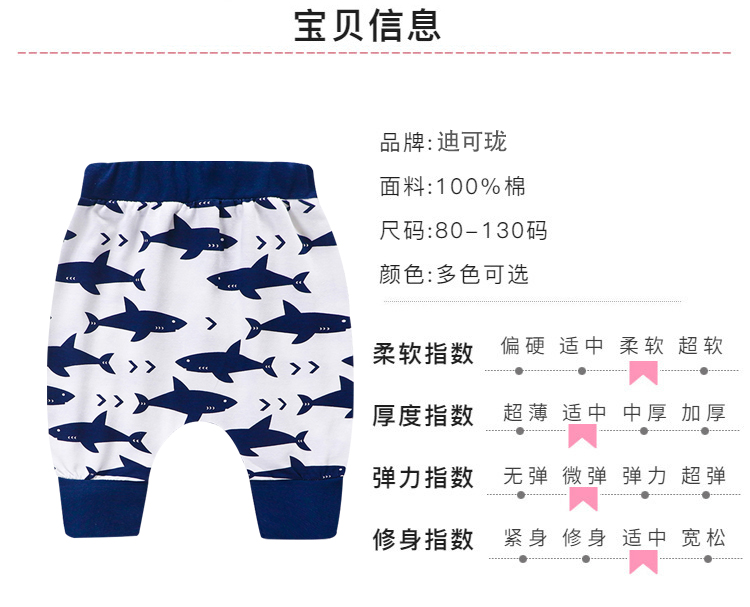 宝贝信息
品牌:迪可珑
面料:100%棉
尺码:80-130码
颜色:多色可选
柔软指数 偏硬 适中 柔软 超软
厚度指数 超薄 适中 中厚 加厚
弹力指数 无弹 微弹 弹力 超弹
修身指数 紧身 修身 适中 宽松